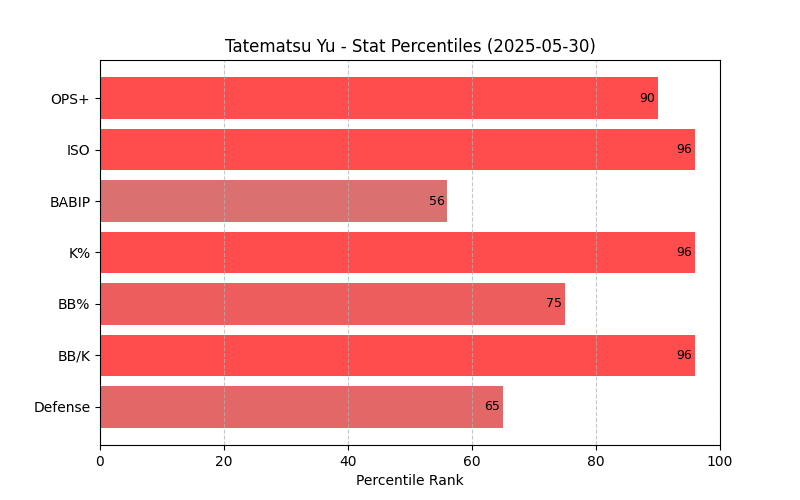 Tatematsu Yu - Stat Percentiles (2025-05-30)
OPS+ 90
ISO 96
BABIP 56
K% 96
BB% 75
BB/K 96
Defense 65
0 20 40 60 80 100
Percentile Rank